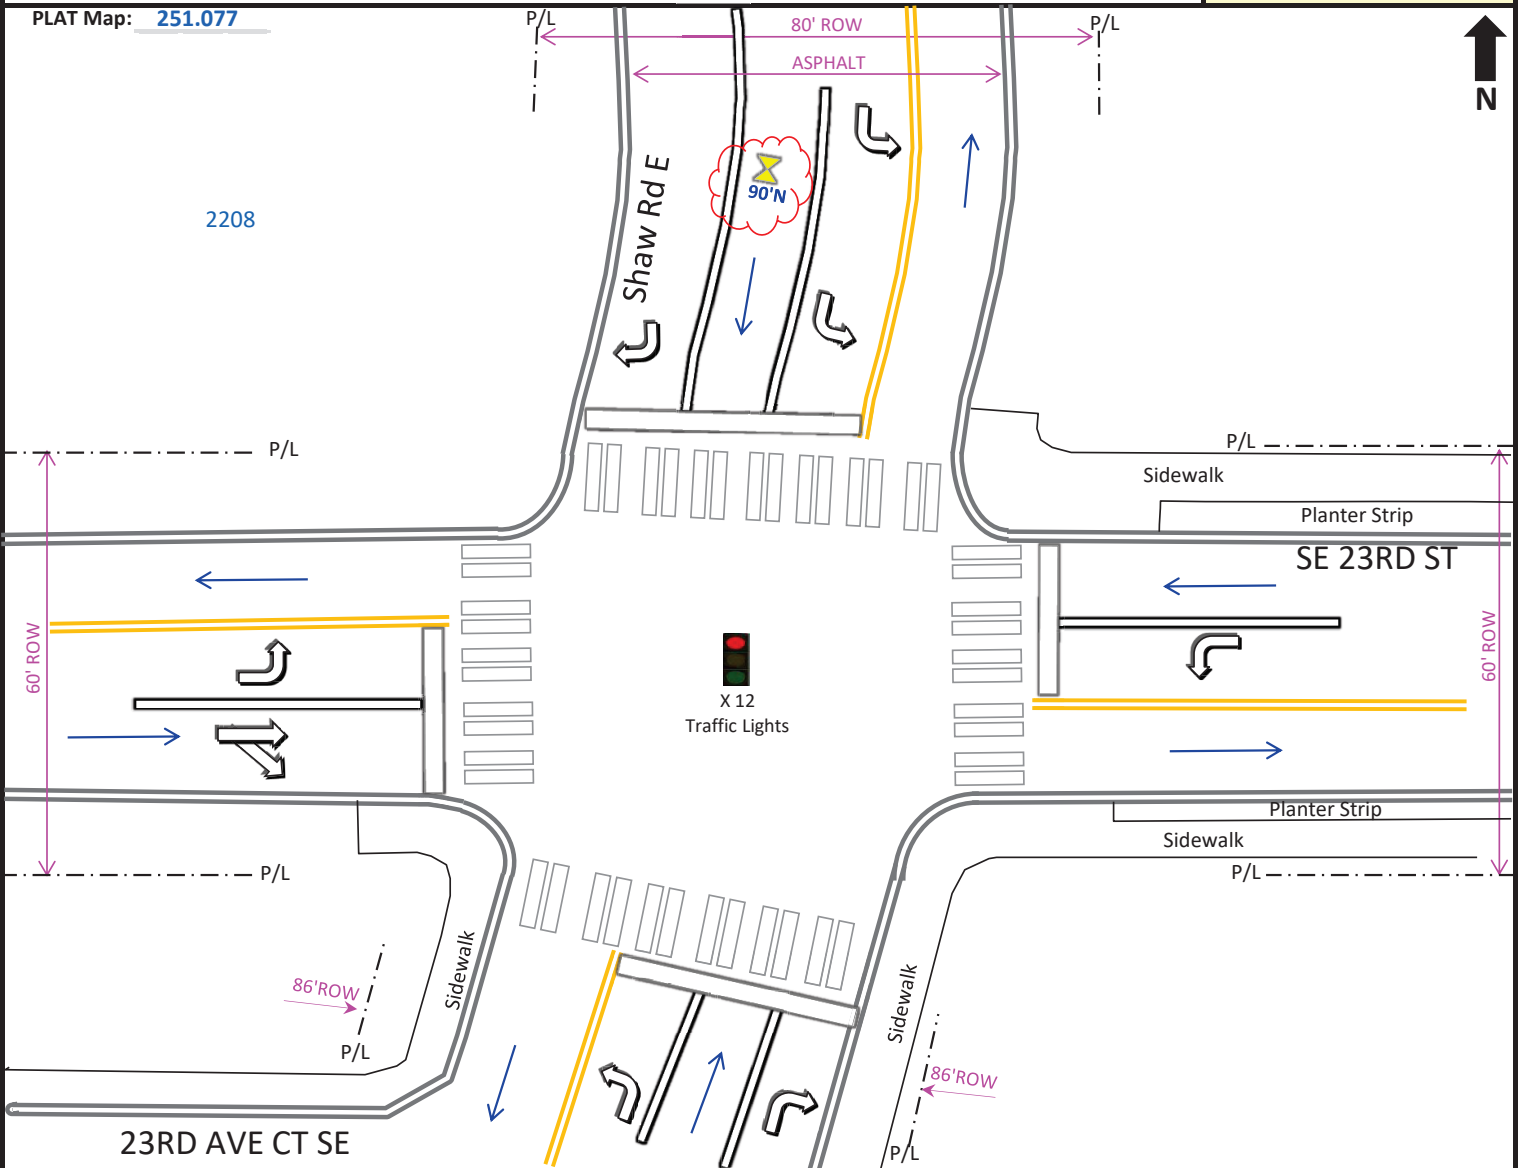 PLAT Map: 251.077
P/L
80' ROW
P/L
ASPHALT
N
Shaw Rd E
90'N
2208
P/L
P/L
Sidewalk
Planter Strip
SE 23RD ST
60' ROW
60' ROW
X 12
Traffic Lights
Planter Strip
Sidewalk
P/L
P/L
Sidewalk
86'ROW
P/L
Sidewalk
86'ROW
P/L
23RD AVE CT SE